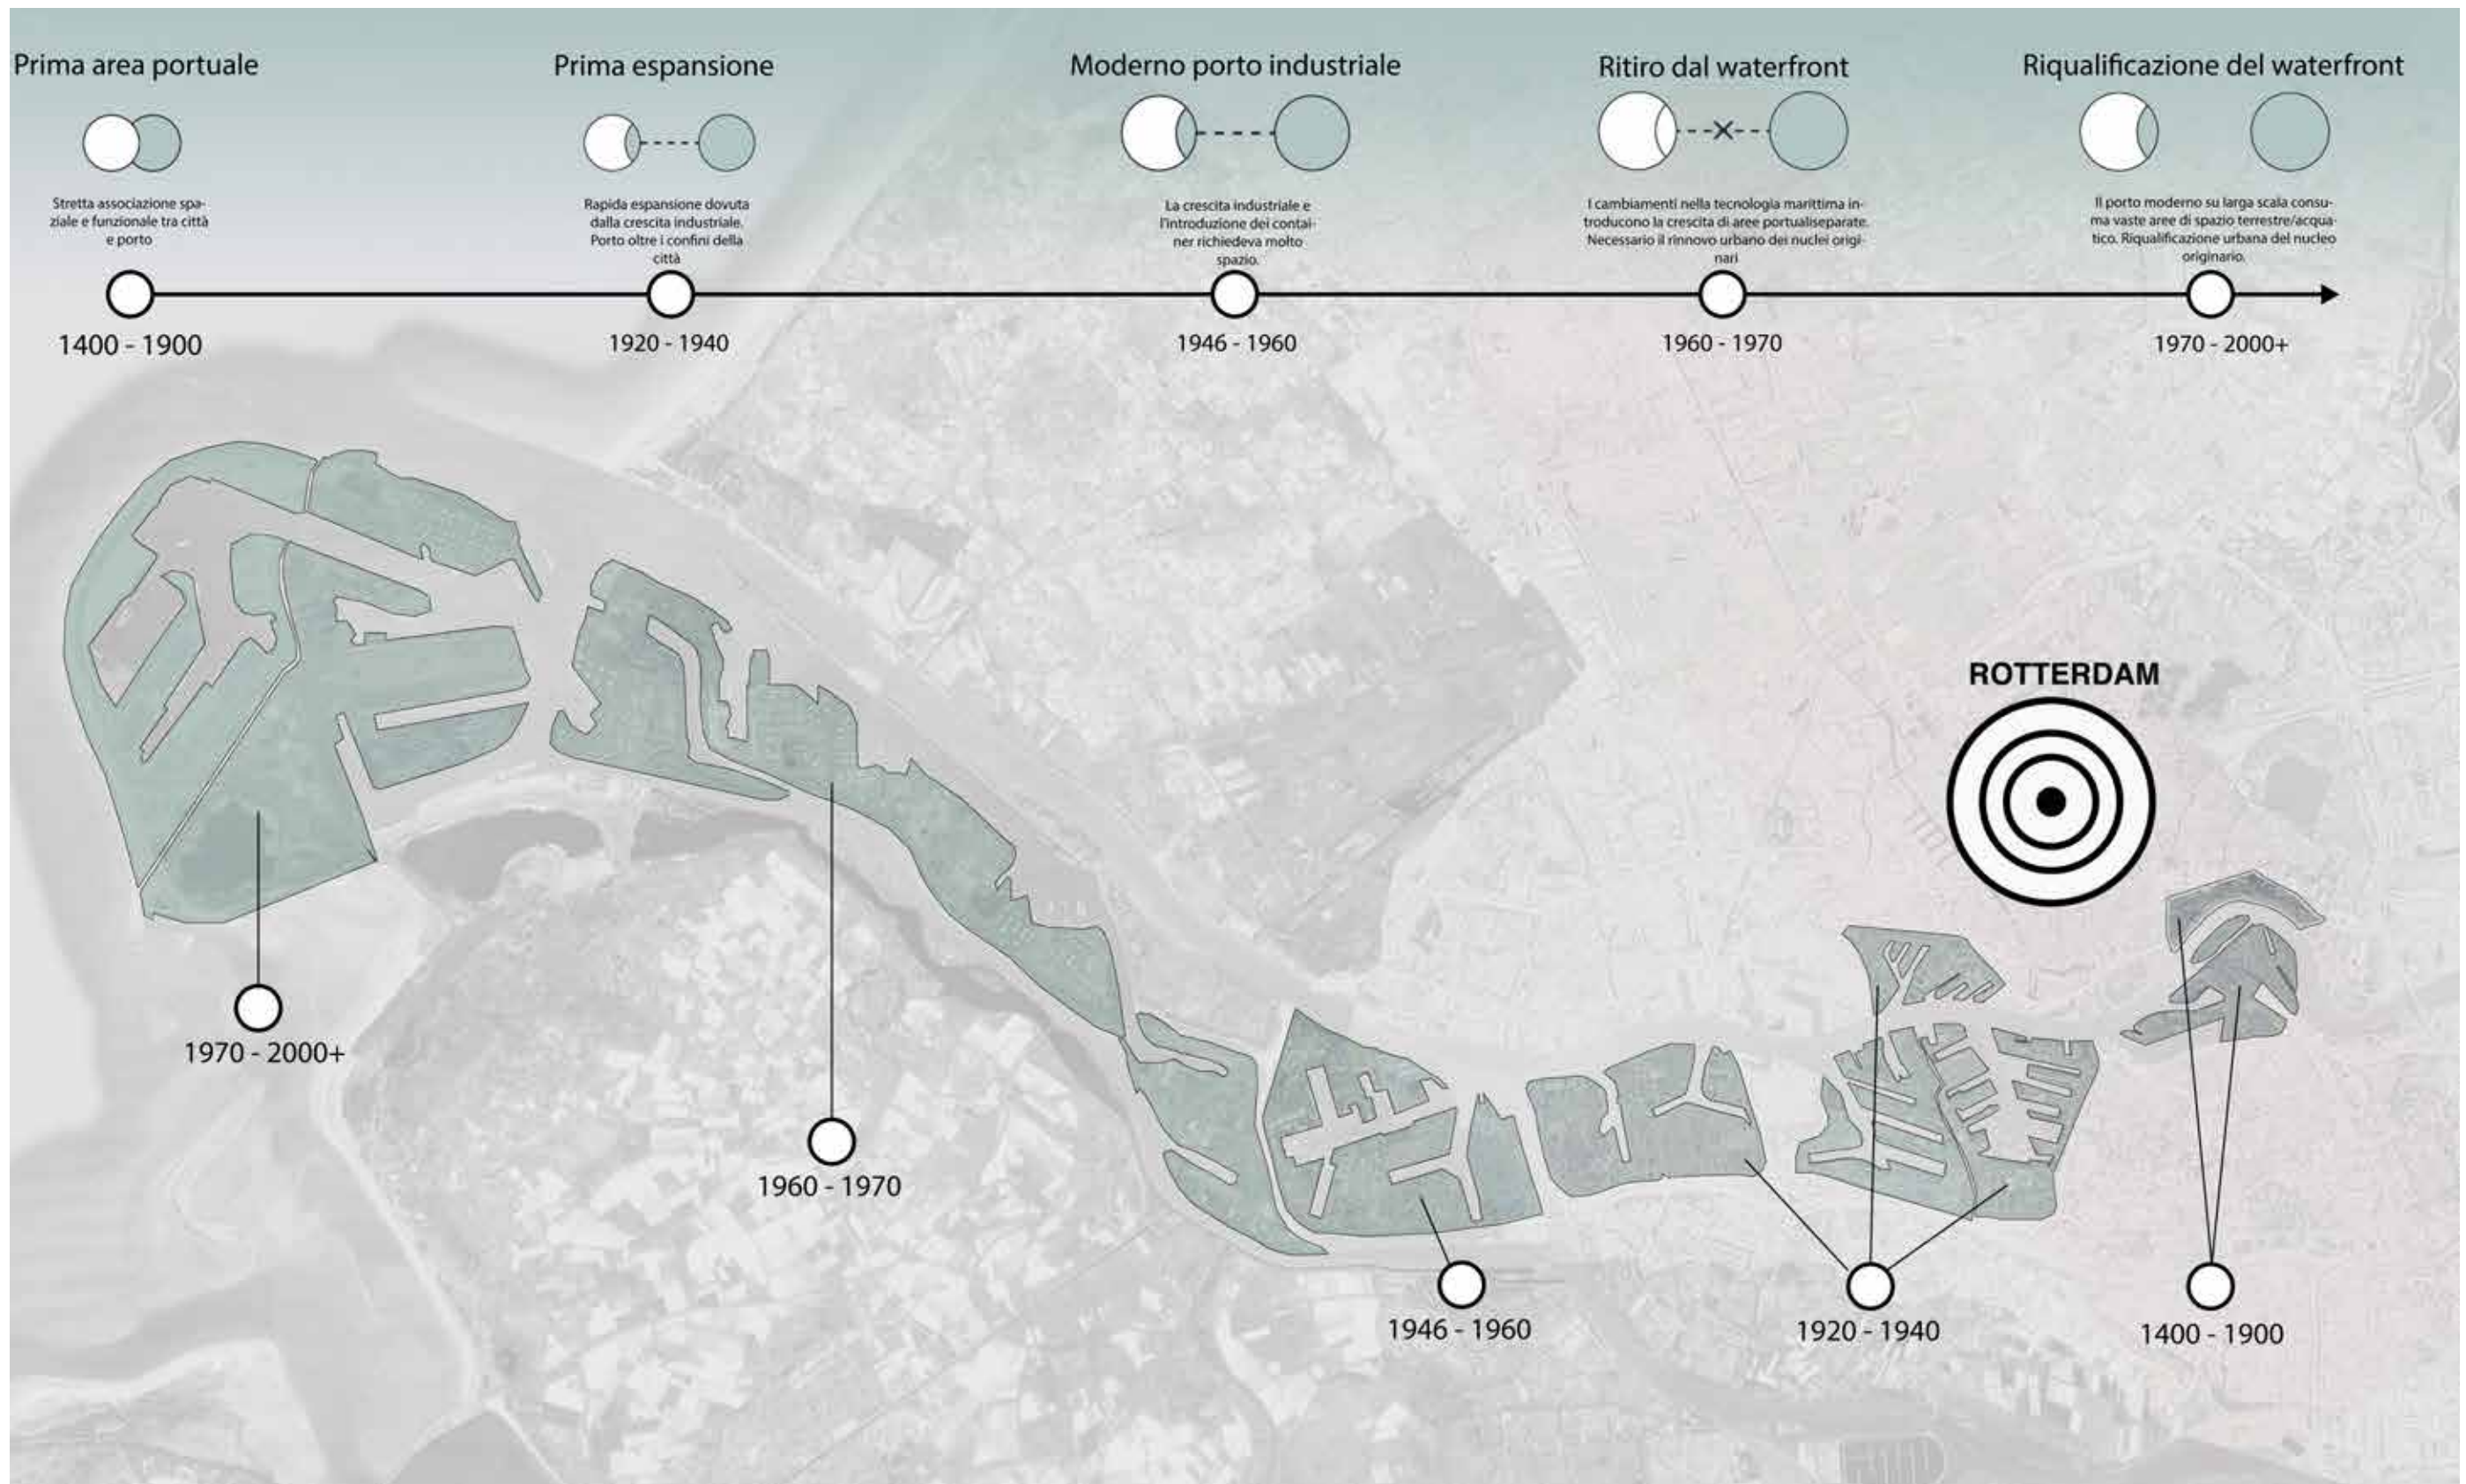 Prima area portuale
Prima espansione
Moderno porto industriale
Ritiro dal waterfront
Riqualificazione del waterfront
Stretta associazione spa-
ziale e funzionale tra città
e porto
Rapida espansione dovuta
dalla crescita industriale.
Porto oltre i confini della
città
La crescita industriale e
l'introduzione dei contai-
ner richiedeva molto
spazio.
I cambiamenti nella tecnologia marittima in-
troducono la crescita di aree portualiseparate.
Necessario il rinnovo urbano dei nuclei origi-
nari
Il porto moderno su larga scala consu-
ma vaste aree di spazio terrestre/acqua-
tico. Riqualificazione urbana del nucleo
originario.
1400 - 1900
1920 - 1940
1946 - 1960
1960 - 1970
1970 - 2000+
ROTTERDAM
1970 - 2000+
1960 - 1970
1946 - 1960
1920 - 1940
1400 - 1900